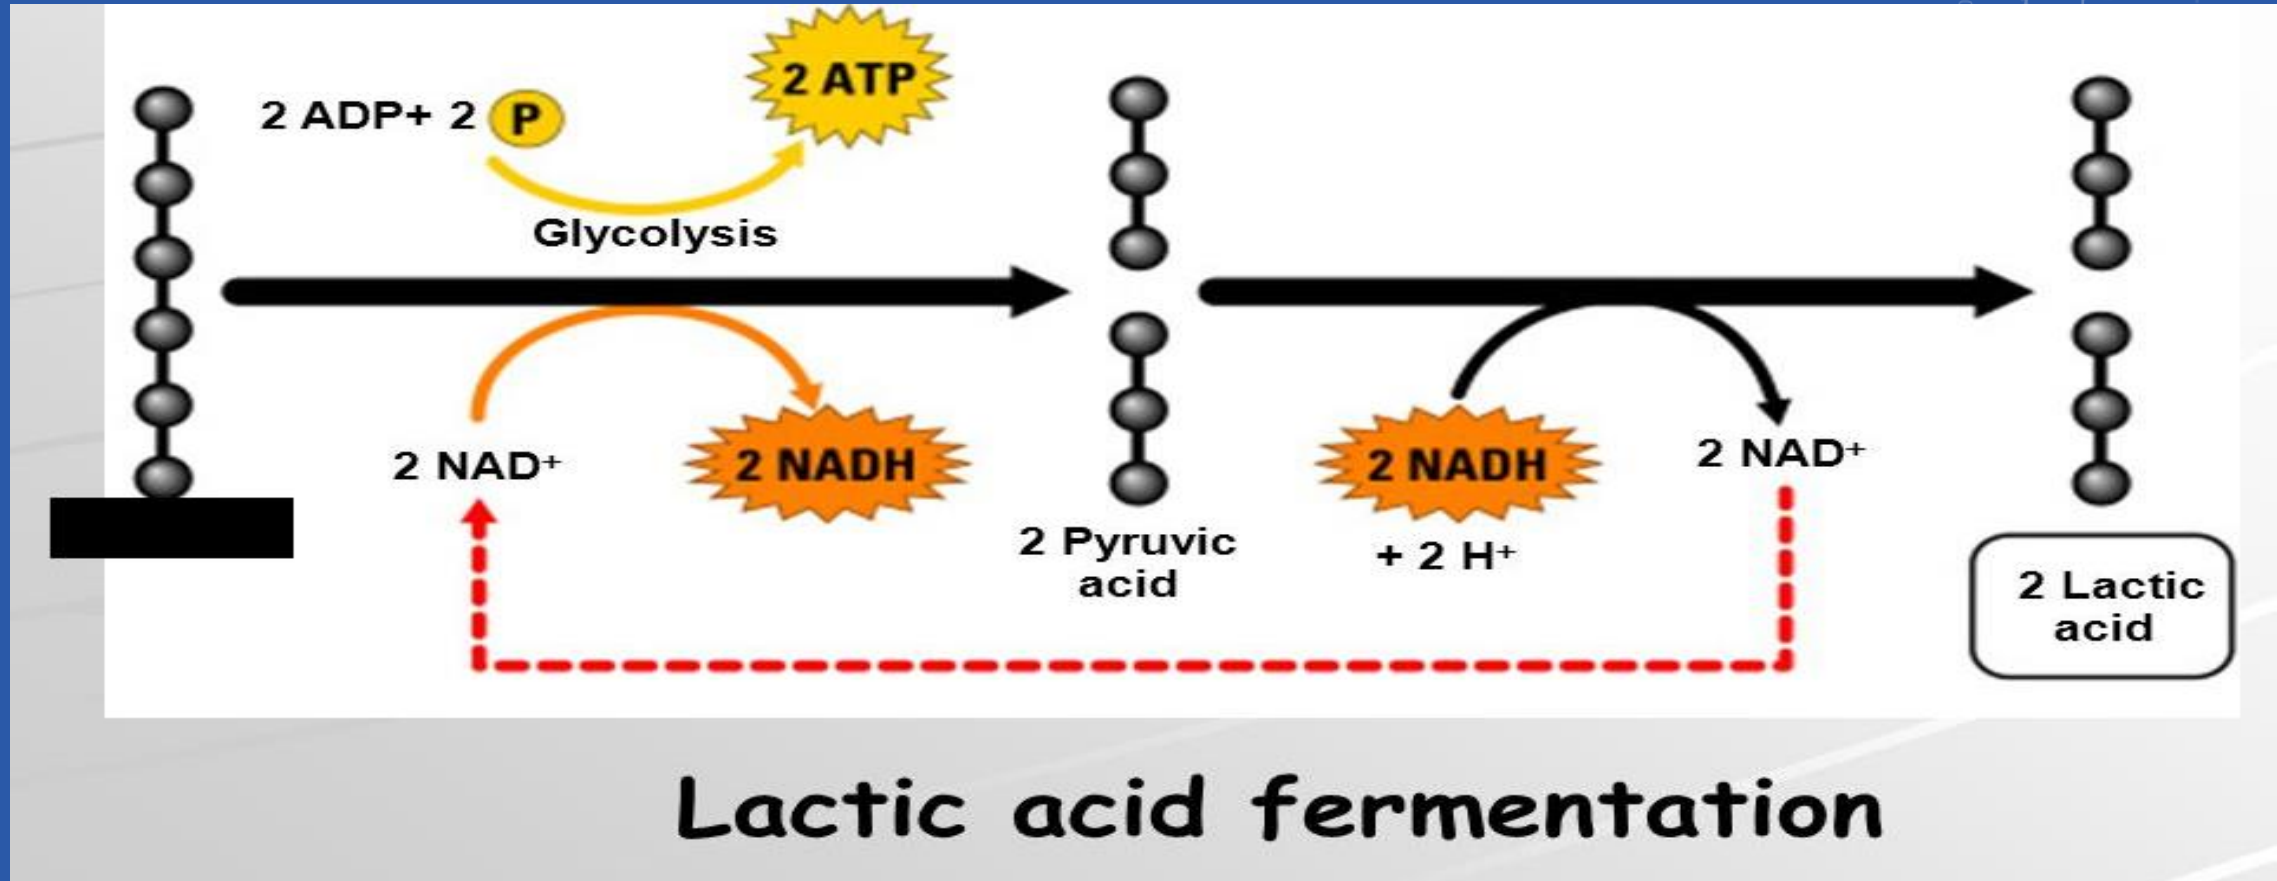 2 ADP+ 2 P
2 ATP
Glycolysis
2 NAD⁺
2 NADH
2 Pyruvic
acid
2 NADH
+ 2 H⁺
2 NAD⁺
2 Lactic
acid
Lactic acid fermentation